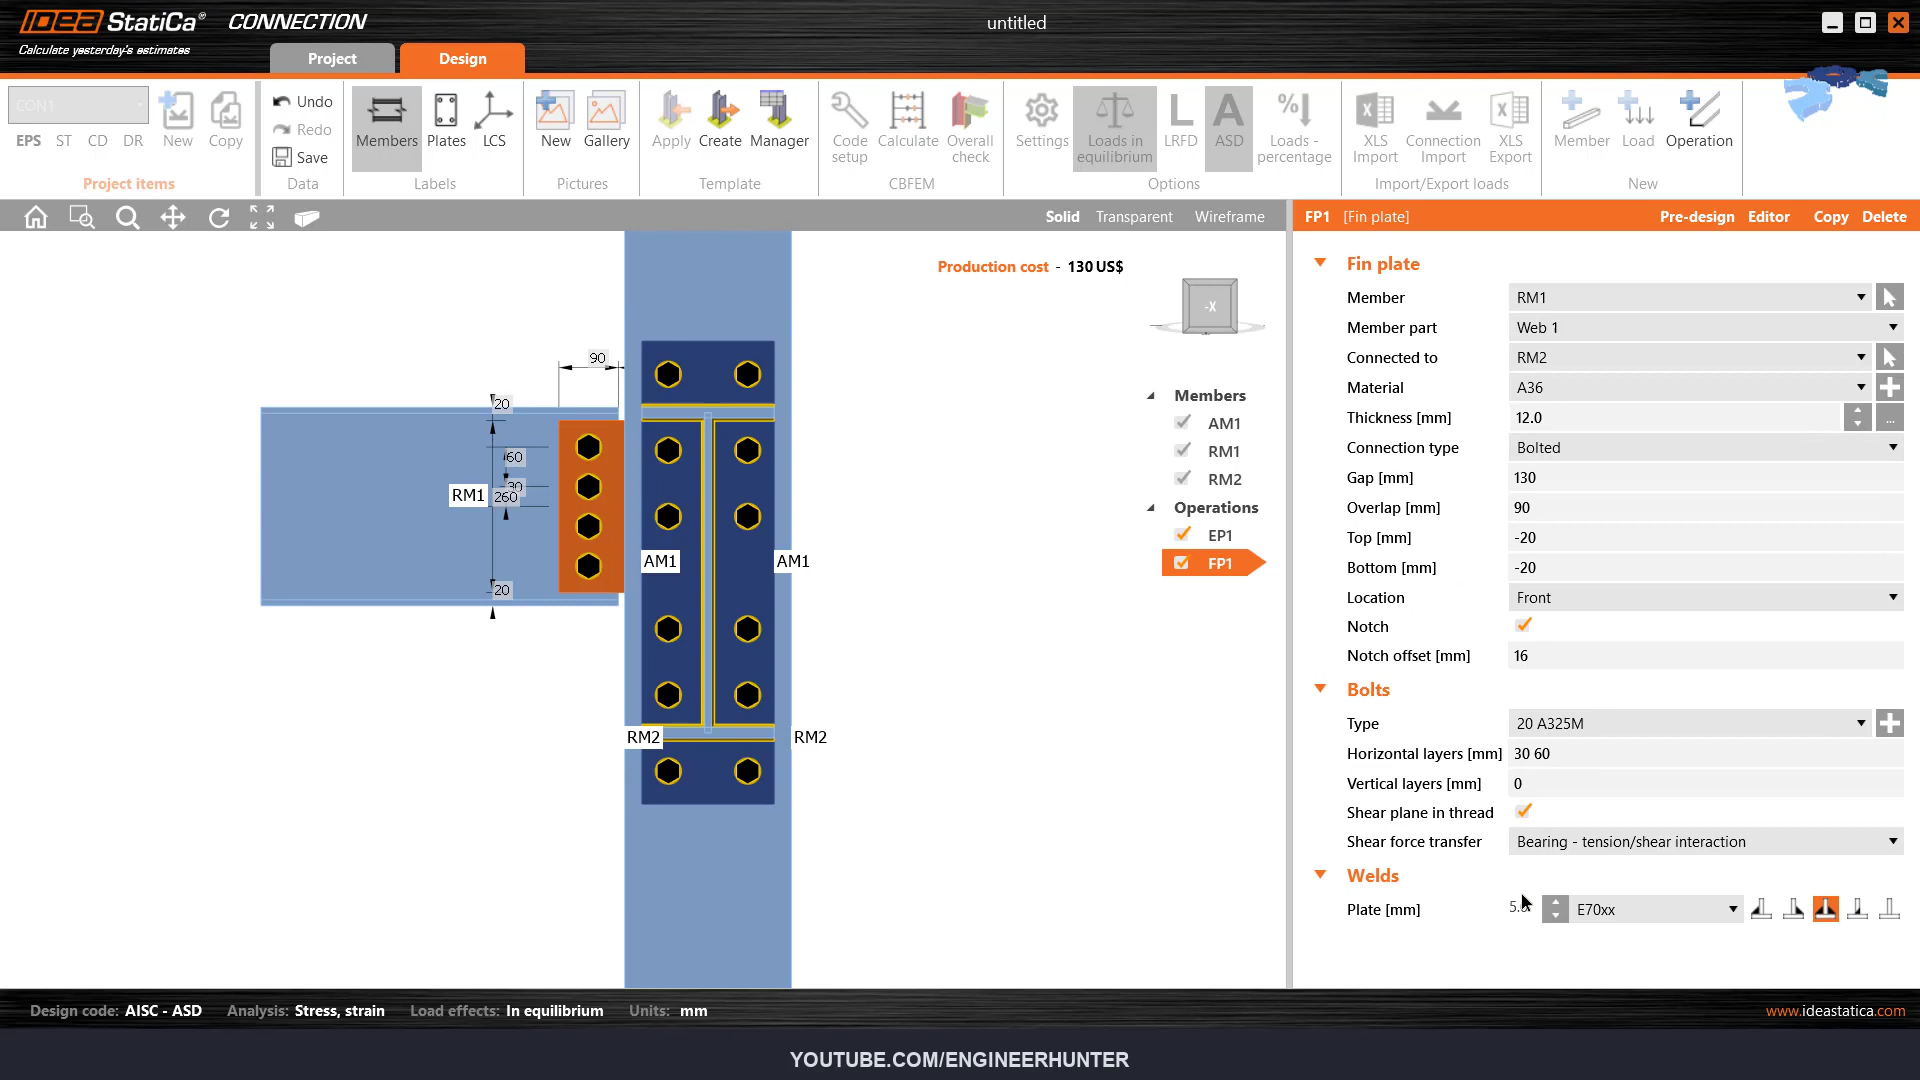 IDEA StatiCa® CONNECTION
Calculate yesterday's estimates
untitled
Project
Design
CON1
EPS ST CD DR
New
Copy
Project items
Undo
Redo
Save
Data
Members
Plates
LCS
Labels
New
Gallery
Pictures
Apply
Create
Manager
Template
Code setup
Calculate
Overall check
CBFEM
Settings
Loads in equilibrium
LRFD
ASD
Loads - percentage
Options
XLS Import
Connection Import
XLS Export
Import/Export loads
Member
Load
Operation
New
Solid Transparent Wireframe
FP1 [Fin plate]
Pre-design Editor Copy Delete
Production cost - 130 US$
-X
Members
AM1
RM1
RM2
Operations
EP1
FP1
90
20
60
30
260
20
RM1
AM1
AM1
RM2
RM2
Fin plate
Member RM1
Member part Web 1
Connected to RM2
Material A36
Thickness [mm] 12.0
...
Connection type Bolted
Gap [mm] 130
Overlap [mm] 90
Top [mm] -20
Bottom [mm] -20
Location Front
Notch
Notch offset [mm] 16
Bolts
Type 20 A325M
Horizontal layers [mm] 30 60
Vertical layers [mm] 0
Shear plane in thread
Shear force transfer Bearing - tension/shear interaction
Welds
Plate [mm] E70xx
Design code: AISC - ASD Analysis: Stress, strain Load effects: In equilibrium Units: mm
www.ideastatica.com
YOUTUBE.COM/ENGINEERHUNTER